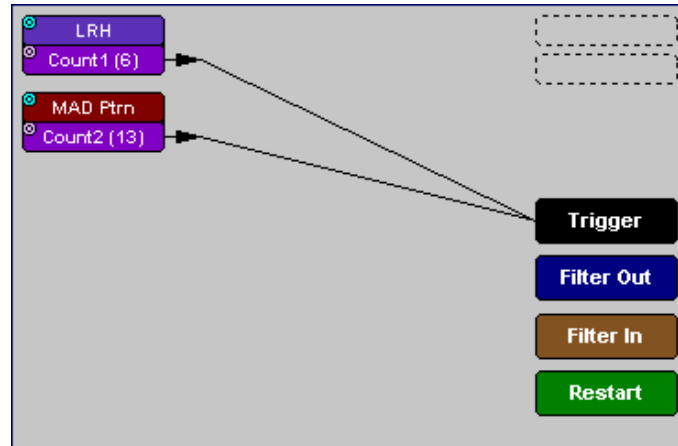 LRH
Count1 (6)
MAD Ptrn
Count2 (13)
Trigger
Filter Out
Filter In
Restart